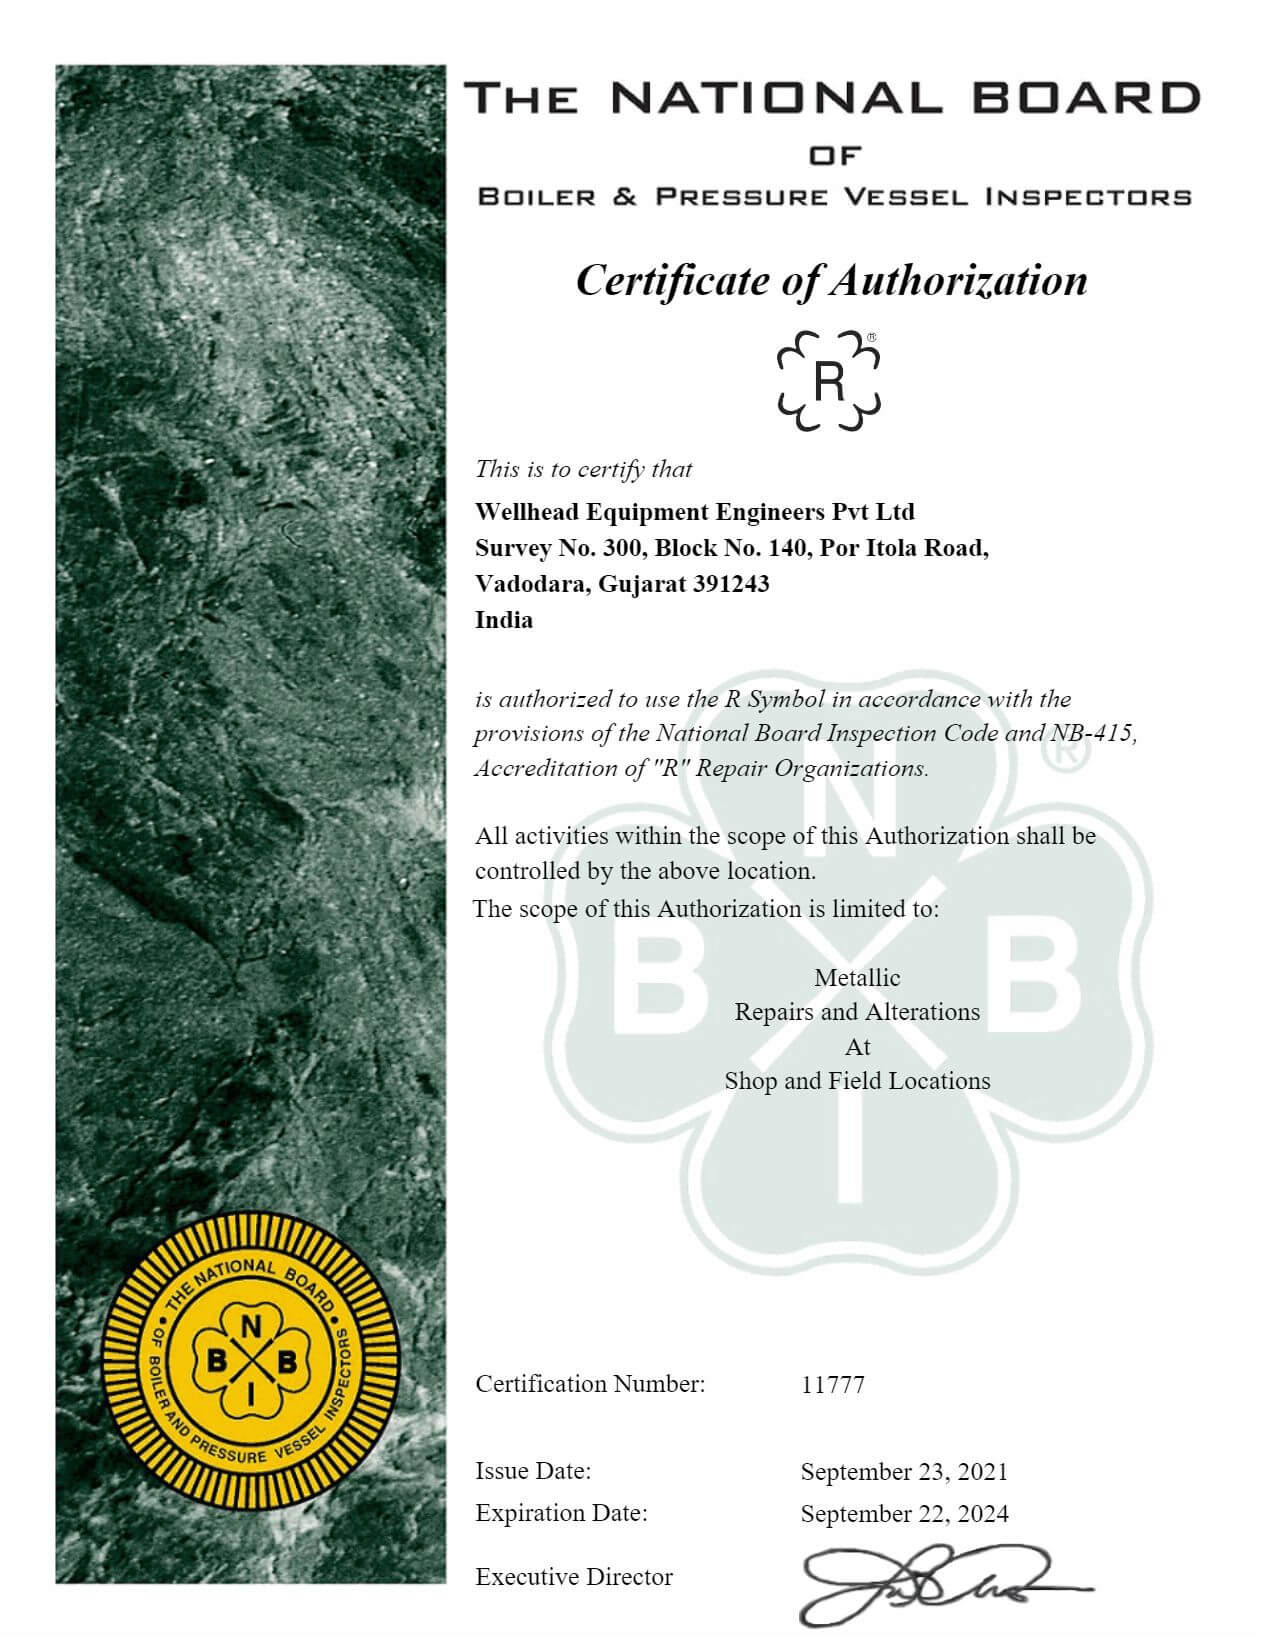 THE NATIONAL BOARD
OF
BOILER & PRESSURE VESSEL INSPECTORS
Certificate of Authorization
R®
This is to certify that
Wellhead Equipment Engineers Pvt Ltd
Survey No. 300, Block No. 140, Por Itola Road,
Vadodara, Gujarat 391243
India
is authorized to use the R Symbol in accordance with the
provisions of the National Board Inspection Code and NB-415,
Accreditation of "R" Repair Organizations.
All activities within the scope of this Authorization shall be
controlled by the above location.
The scope of this Authorization is limited to:
Metallic
Repairs and Alterations
At
Shop and Field Locations
N
B B
I
®
THE NATIONAL BOARD
OF BOILER AND PRESSURE VESSEL INSPECTORS
N
B B
I
Certification Number: 11777
Issue Date: September 23, 2021
Expiration Date: September 22, 2024
Executive Director